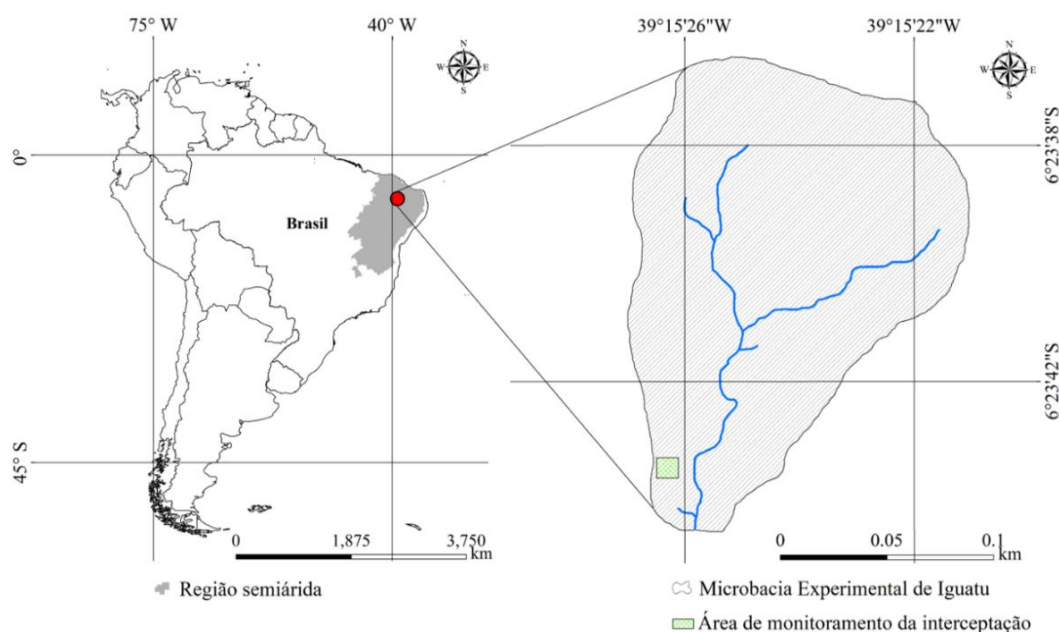 75° W
40° W
39°15'26"W
39°15'22"W
N
W
E
S
N
W
E
S
0°
6°23'38"S
Brasil
6°23'42"S
45° S
0
1,875
3,750
km
0
0.05
0.1
km
Região semiárida
Microbacia Experimental de Iguatu
Área de monitoramento da interceptação